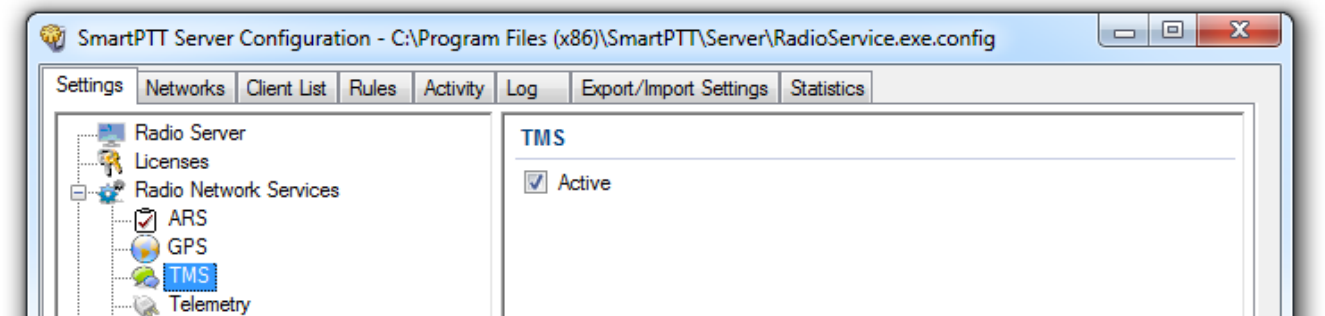 SmartPTT Server Configuration - C:\Program Files (x86)\SmartPTT\Server\RadioService.exe.config
Settings Networks Client List Rules Activity Log Export/Import Settings Statistics
Radio Server
Licenses
Radio Network Services
ARS
GPS
TMS
Telemetry
TMS
Active